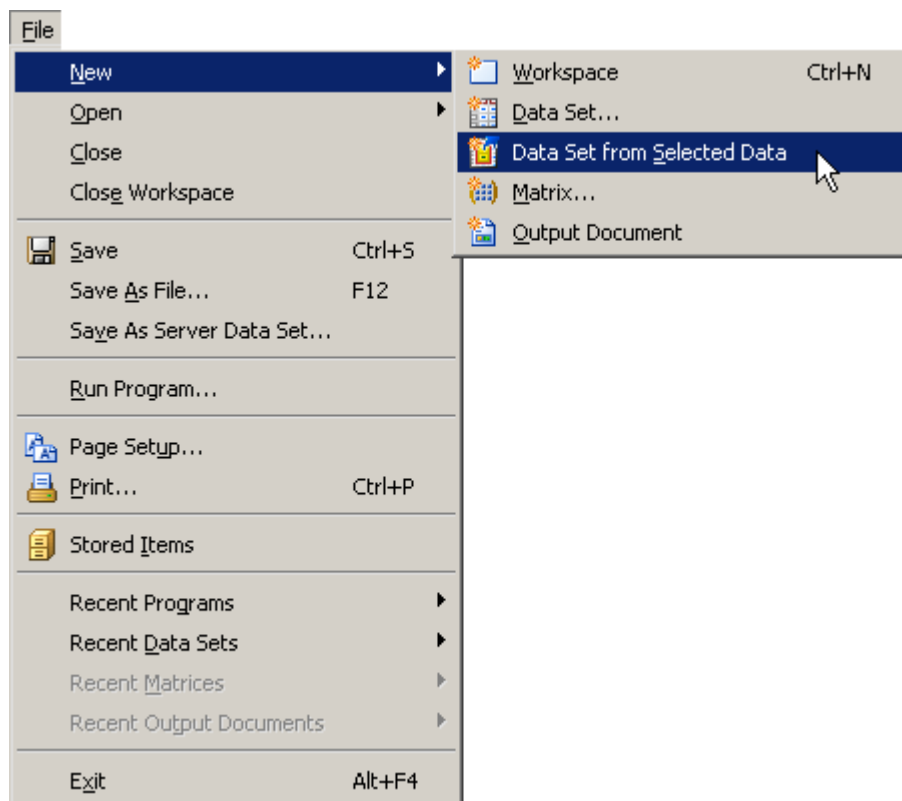 File
New
Open
Close
Close Workspace
Save Ctrl+S
Save As File... F12
Save As Server Data Set...
Run Program...
Page Setup...
Print... Ctrl+P
Stored Items
Recent Programs
Recent Data Sets
Recent Matrices
Recent Output Documents
Exit Alt+F4
Workspace Ctrl+N
Data Set...
Data Set from Selected Data
Matrix...
Output Document